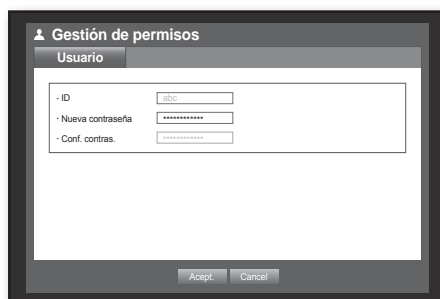 Gestión de permisos
Usuario
· ID abc
· Nueva contraseña ************
· Conf. contras. ************
Acept. Cancel